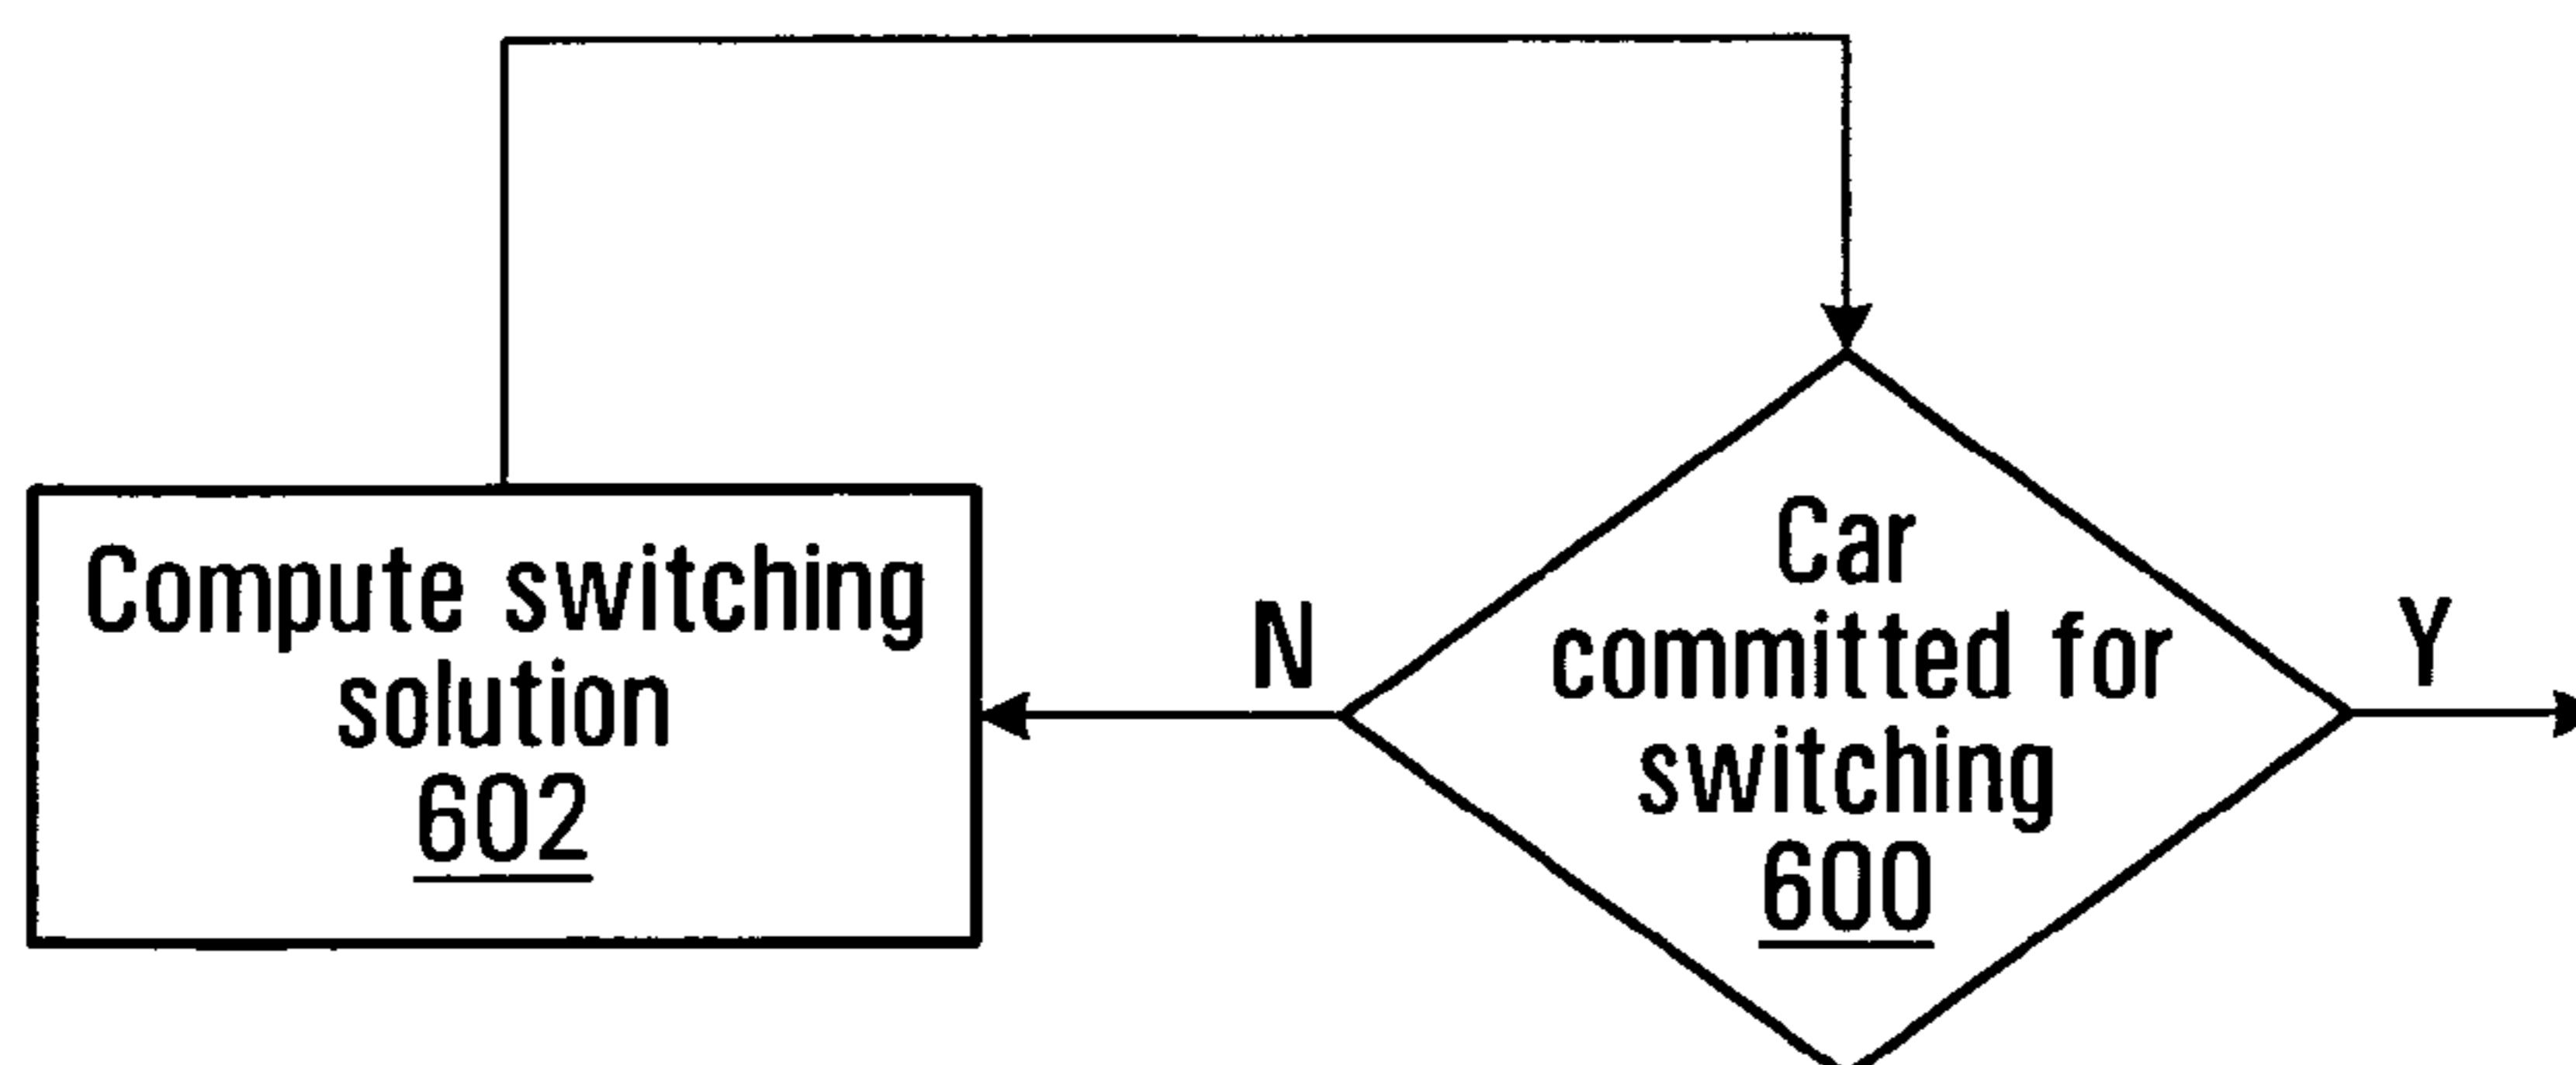 Compute switching
solution
602
N
Car
committed for
switching
600
Y